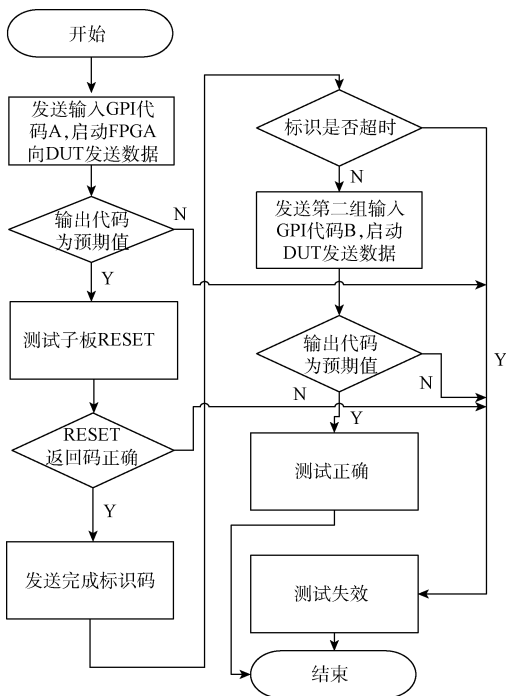 开始
发送输入GPI代
码A,启动FPGA
向DUT发送数据
输出代码
为预期值
N
Y
测试子板RESET
RESET
返回码正确
N
Y
发送完成标识码
标识是否超时
N
Y
发送第二组输入
GPI代码B,启动
DUT发送数据
输出代码
为预期值
N
Y
测试正确
测试失效
结束